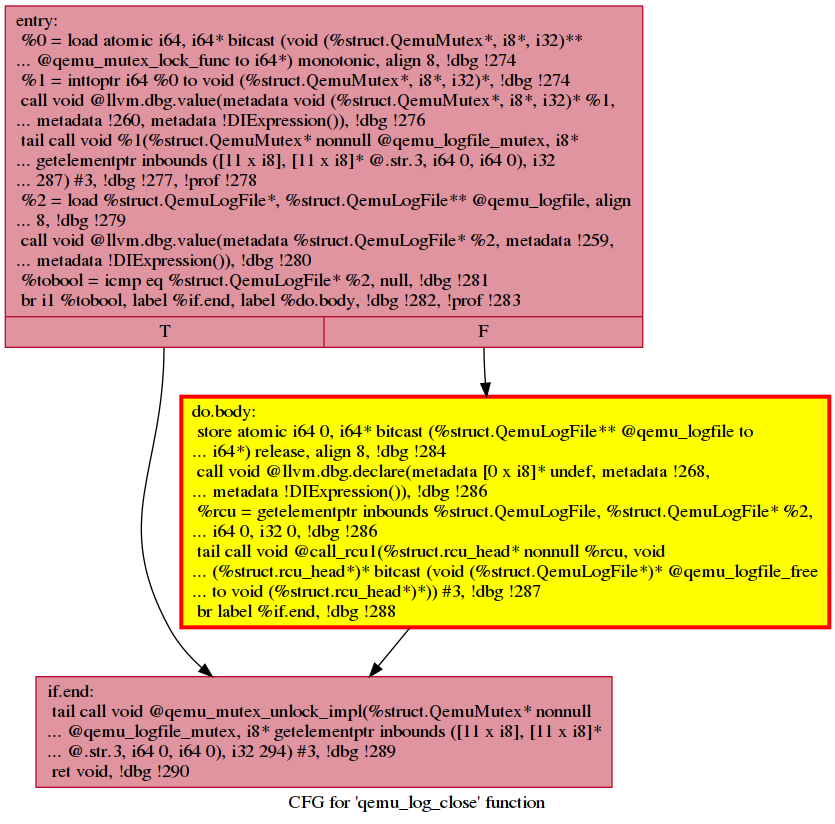 entry:
%0 = load atomic i64, i64* bitcast (void (%struct.QemuMutex*, i8*, i32)**
... @qemu_mutex_lock_func to i64*) monotonic, align 8, !dbg !274
%1 = inttoptr i64 %0 to void (%struct.QemuMutex*, i8*, i32)*, !dbg !274
call void @llvm.dbg.value(metadata void (%struct.QemuMutex*, i8*, i32)* %1,
... metadata !260, metadata !DIExpression()), !dbg !276
tail call void %1(%struct.QemuMutex* nonnull @qemu_logfile_mutex, i8*
... getelementptr inbounds ([11 x i8], [11 x i8]* @.str.3, i64 0, i64 0), i32
... 287) #3, !dbg !277, !prof !278
%2 = load %struct.QemuLogFile*, %struct.QemuLogFile** @qemu_logfile, align
... 8, !dbg !279
call void @llvm.dbg.value(metadata %struct.QemuLogFile* %2, metadata !259,
... metadata !DIExpression()), !dbg !280
%tobool = icmp eq %struct.QemuLogFile* %2, null, !dbg !281
br i1 %tobool, label %if.end, label %do.body, !dbg !282, !prof !283
T
F
do.body:
store atomic i64 0, i64* bitcast (%struct.QemuLogFile** @qemu_logfile to
... i64*) release, align 8, !dbg !284
call void @llvm.dbg.declare(metadata [0 x i8]* undef, metadata !268,
... metadata !DIExpression()), !dbg !286
%rcu = getelementptr inbounds %struct.QemuLogFile, %struct.QemuLogFile* %2,
... i64 0, i32 0, !dbg !286
tail call void @call_rcu1(%struct.rcu_head* nonnull %rcu, void
... (%struct.rcu_head*)* bitcast (void (%struct.QemuLogFile*)* @qemu_logfile_free
... to void (%struct.rcu_head*)*)) #3, !dbg !287
br label %if.end, !dbg !288
if.end:
tail call void @qemu_mutex_unlock_impl(%struct.QemuMutex* nonnull
... @qemu_logfile_mutex, i8* getelementptr inbounds ([11 x i8], [11 x i8]*
... @.str.3, i64 0, i64 0), i32 294) #3, !dbg !289
ret void, !dbg !290
CFG for 'qemu_log_close' function